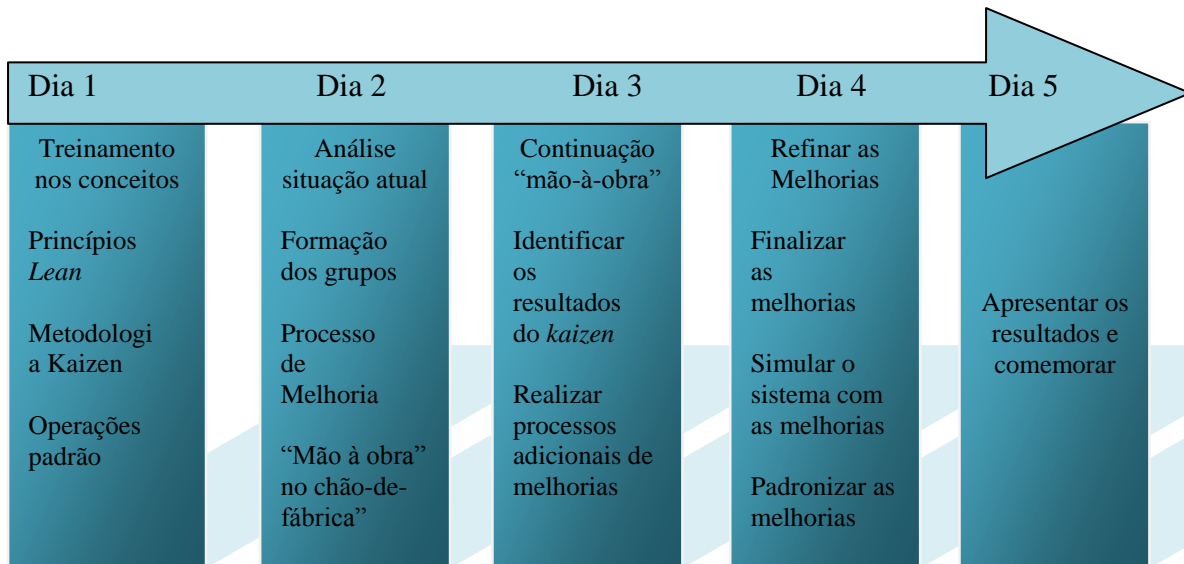 Dia 1
Dia 2
Dia 3
Dia 4
Dia 5
Treinamento
nos conceitos
Princípios
Lean
Metodologi
a Kaizen
Operações
padrão
Análise
situação atual
Formação
dos grupos
Processo
de
Melhoria
“Mão à obra”
no chão-de-
fábrica”
Continuação
“mão-à-obra”
Identificar
os
resultados
do kaizen
Realizar
processos
adicionais de
melhorias
Refinar as
Melhorias
Finalizar
as
melhorias
Simular o
sistema com
as melhorias
Padronizar as
melhorias
Apresentar os
resultados e
comemorar